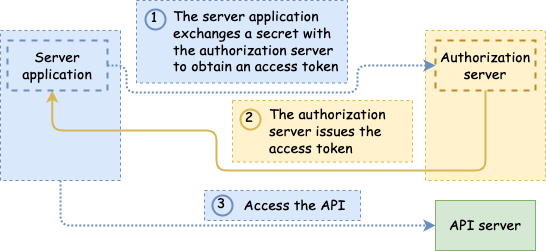 1
The server application
exchanges a secret with
the authorization server
to obtain an access token
Server
application
Authorization
server
2
The authorization
server issues the
access token
3
Access the API
API server